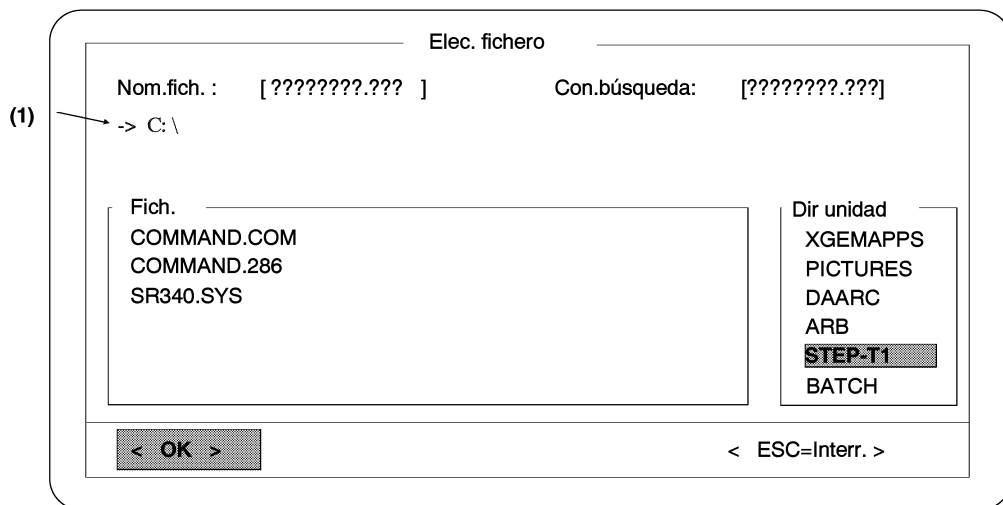 Elec. fichero
Nom.fich. : [ ????????.??? ] Con.búsqueda: [????????.???]
(1)
-> C: \
Fich.
COMMAND.COM
COMMAND.286
SR340.SYS
Dir unidad
XGEMAPPS
PICTURES
DAARC
ARB
STEP-T1
BATCH
< OK > < ESC=Interr. >